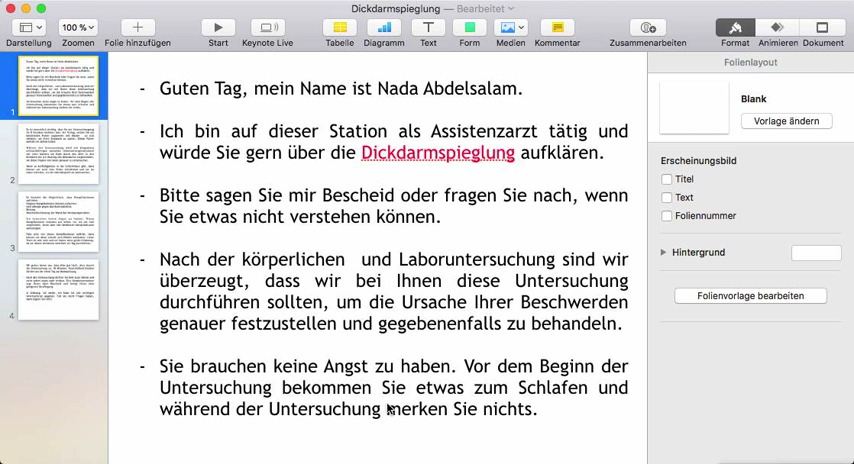 Dickdarmspieglung — Bearbeitet
100 %
Darstellung Zoomen Folie hinzufügen Start Keynote Live Tabelle Diagramm Text Form Medien Kommentar Zusammenarbeiten Format Animieren Dokument
1
2
3
4
- Guten Tag, mein Name ist Nada Abdelsalam.
- Ich bin auf dieser Station als Assistenzarzt tätig und
würde Sie gern über die Dickdarmspieglung aufklären.
- Bitte sagen Sie mir Bescheid oder fragen Sie nach, wenn
Sie etwas nicht verstehen können.
- Nach der körperlichen und Laboruntersuchung sind wir
überzeugt, dass wir bei Ihnen diese Untersuchung
durchführen sollten, um die Ursache Ihrer Beschwerden
genauer festzustellen und gegebenenfalls zu behandeln.
- Sie brauchen keine Angst zu haben. Vor dem Beginn der
Untersuchung bekommen Sie etwas zum Schlafen und
während der Untersuchung merken Sie nichts.
Folienlayout
Blank
Vorlage ändern
Erscheinungsbild
Titel
Text
Foliennummer
Hintergrund
Folienvorlage bearbeiten